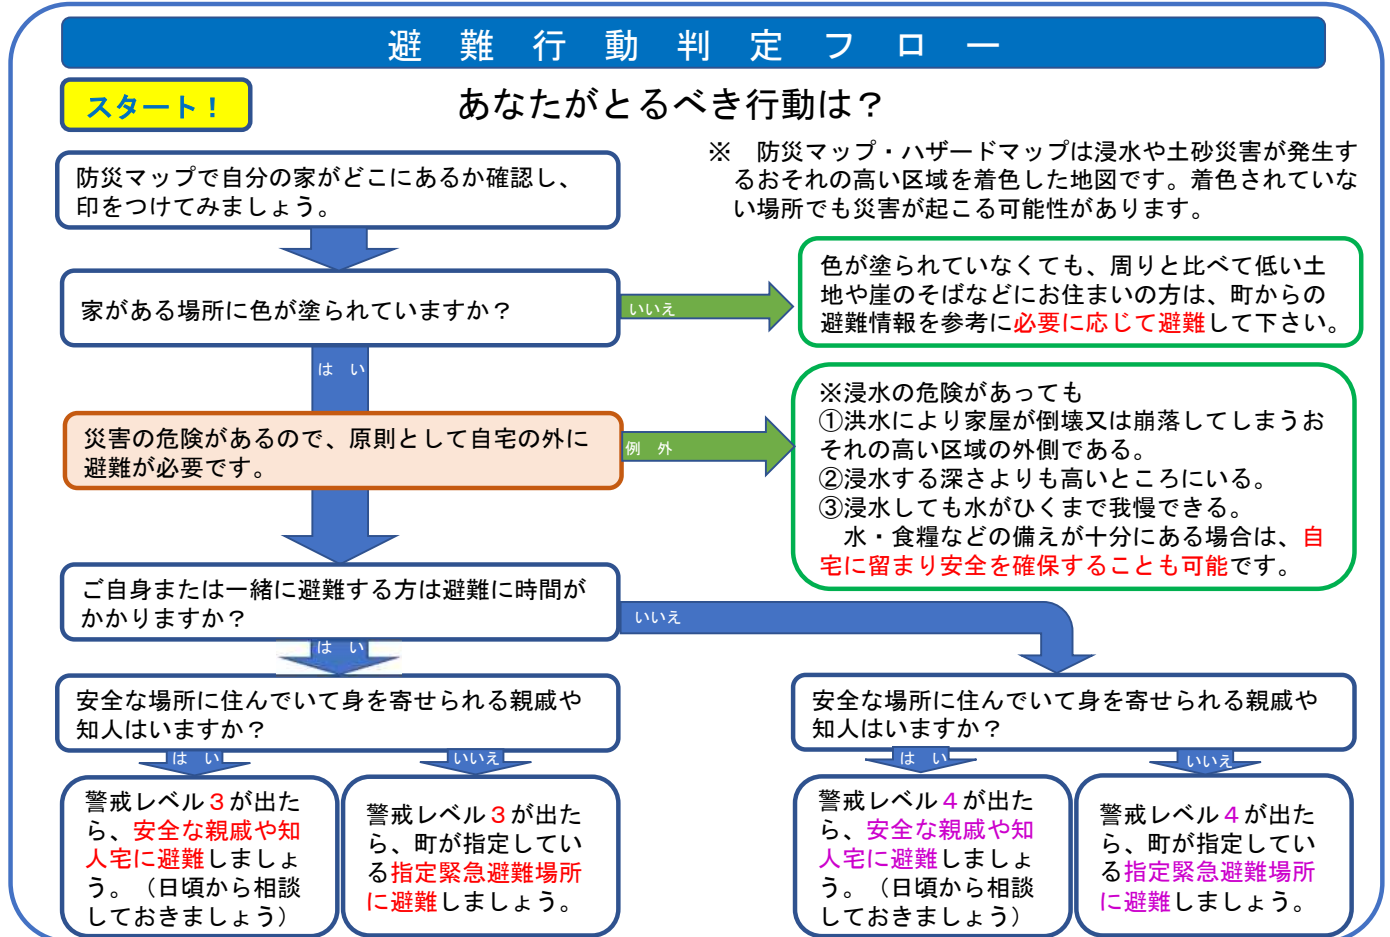 避難行動判定フロー
スタート！
あなたがとるべき行動は？
※　防災マップ・ハザードマップは浸水や土砂災害が発生す
るおそれの高い区域を着色した地図です。着色されていな
い場所でも災害が起こる可能性があります。
防災マップで自分の家がどこにあるか確認し、
印をつけてみましょう。
家がある場所に色が塗られていますか？
いいえ
色が塗られていなくても、周りと比べて低い土
地や崖のそばなどにお住まいの方は、町からの
避難情報を参考に必要に応じて避難して下さい。
はい
災害の危険があるので、原則として自宅の外に
避難が必要です。
例外
※浸水の危険があっても
①洪水により家屋が倒壊又は崩落してしまうお
それの高い区域の外側である。
②浸水する深さよりも高いところにいる。
③浸水しても水がひくまで我慢できる。
　水・食糧などの備えが十分にある場合は、自
宅に留まり安全を確保することも可能です。
ご自身または一緒に避難する方は避難に時間が
かかりますか？
いいえ
はい
安全な場所に住んでいて身を寄せられる親戚や
知人はいますか？
はい
いいえ
警戒レベル３が出た
ら、安全な親戚や知
人宅に避難しましょ
う。（日頃から相談
しておきましょう）
警戒レベル３が出た
ら、町が指定してい
る指定緊急避難場所
に避難しましょう。
安全な場所に住んでいて身を寄せられる親戚や
知人はいますか？
はい
いいえ
警戒レベル４が出た
ら、安全な親戚や知
人宅に避難しましょ
う。（日頃から相談
しておきましょう）
警戒レベル４が出た
ら、町が指定してい
る指定緊急避難場所
に避難しましょう。